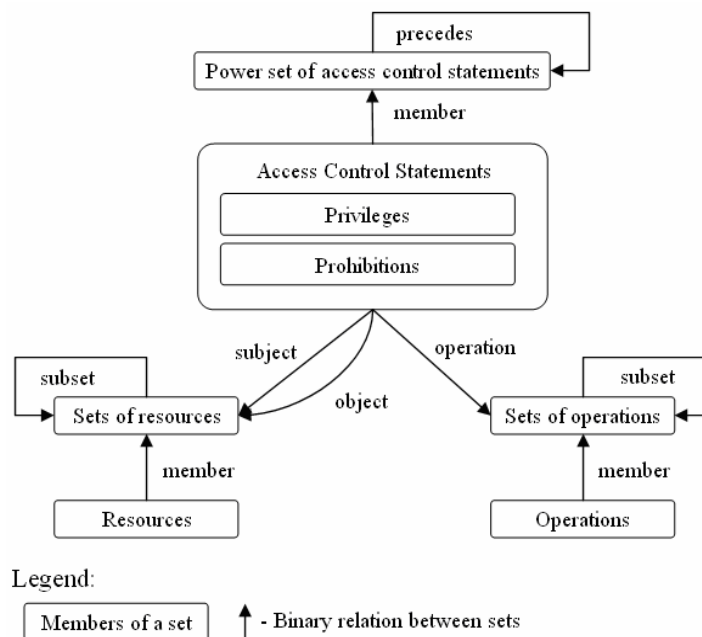 precedes
Power set of access control statements
member
Access Control Statements
Privileges
Prohibitions
subject
operation
object
subset
subset
Sets of resources
Sets of operations
member
member
Resources
Operations
Legend:
Members of a set
- Binary relation between sets